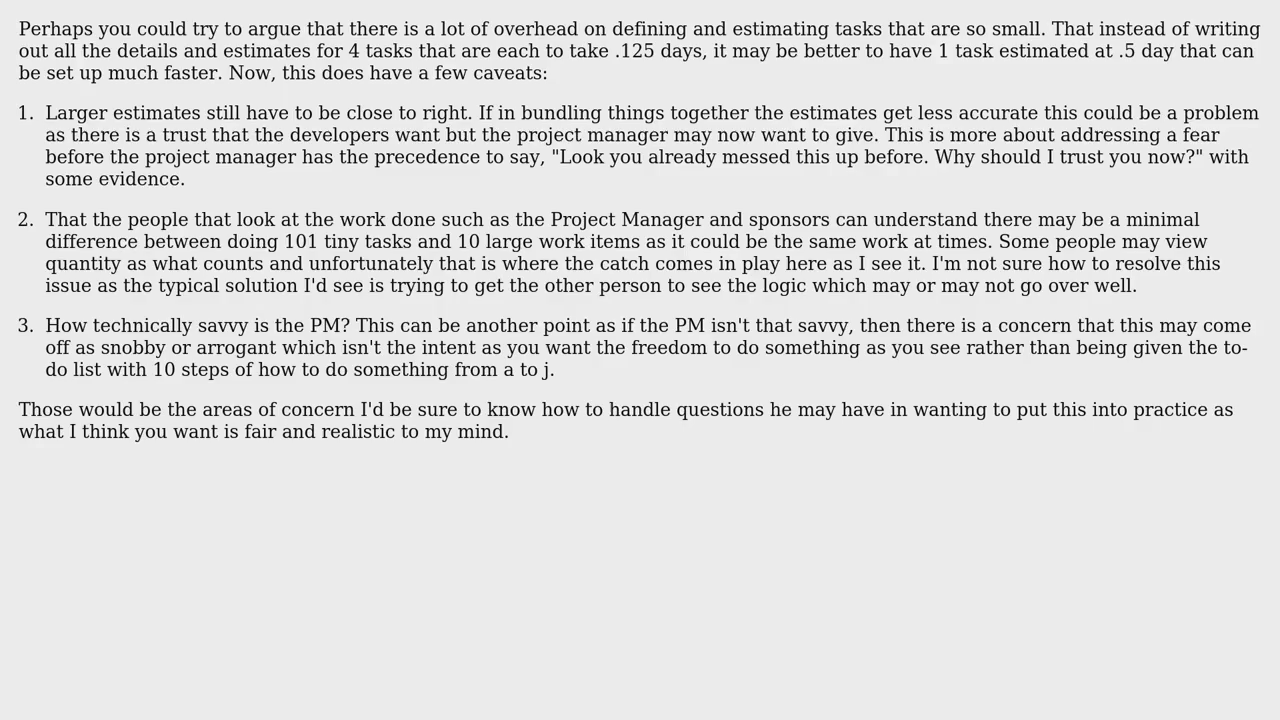 Perhaps you could try to argue that there is a lot of overhead on defining and estimating tasks that are so small. That instead of writing
out all the details and estimates for 4 tasks that are each to take .125 days, it may be better to have 1 task estimated at .5 day that can
be set up much faster. Now, this does have a few caveats:
1. Larger estimates still have to be close to right. If in bundling things together the estimates get less accurate this could be a problem
as there is a trust that the developers want but the project manager may now want to give. This is more about addressing a fear
before the project manager has the precedence to say, "Look you already messed this up before. Why should I trust you now?" with
some evidence.
2. That the people that look at the work done such as the Project Manager and sponsors can understand there may be a minimal
difference between doing 101 tiny tasks and 10 large work items as it could be the same work at times. Some people may view
quantity as what counts and unfortunately that is where the catch comes in play here as I see it. I'm not sure how to resolve this
issue as the typical solution I'd see is trying to get the other person to see the logic which may or may not go over well.
3. How technically savvy is the PM? This can be another point as if the PM isn't that savvy, then there is a concern that this may come
off as snobby or arrogant which isn't the intent as you want the freedom to do something as you see rather than being given the to-
do list with 10 steps of how to do something from a to j.
Those would be the areas of concern I'd be sure to know how to handle questions he may have in wanting to put this into practice as
what I think you want is fair and realistic to my mind.